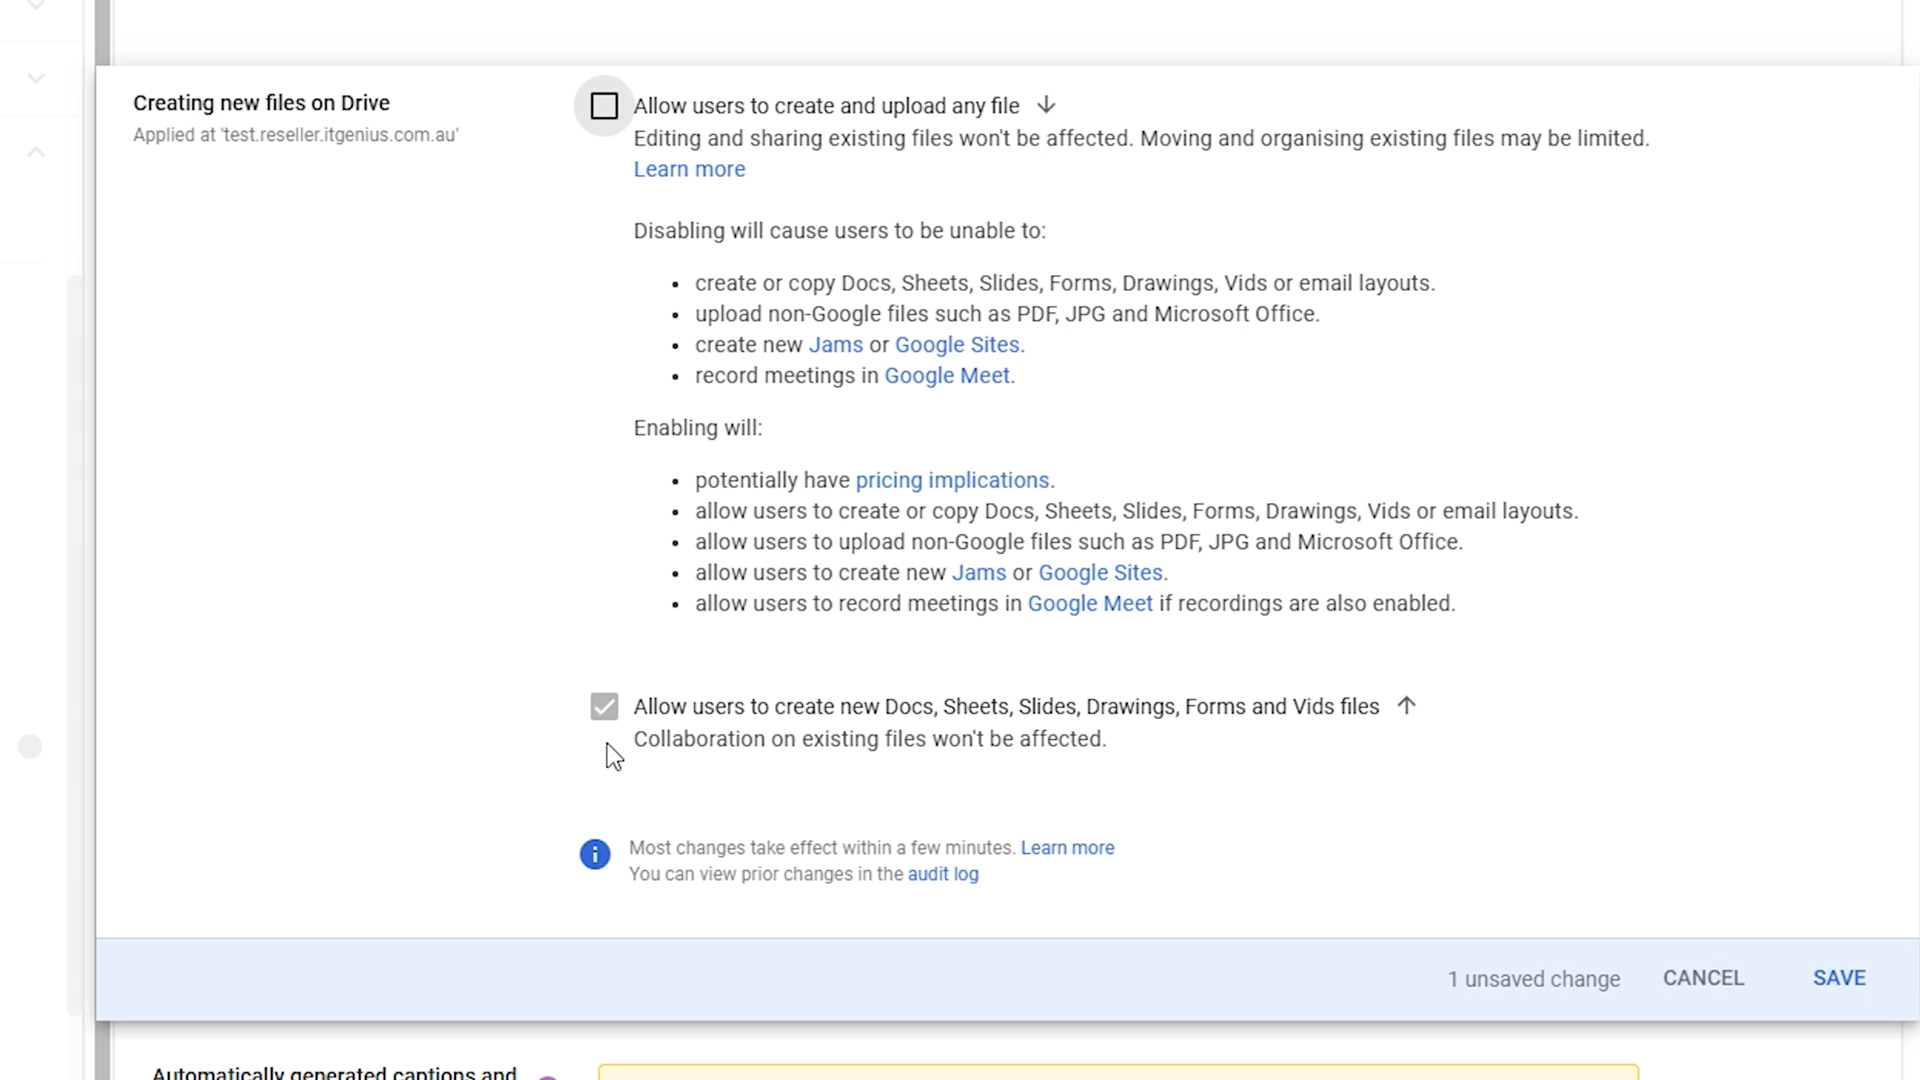 Creating new files on Drive
Applied at 'test.reseller.itgenius.com.au'
Allow users to create and upload any file
Editing and sharing existing files won't be affected. Moving and organising existing files may be limited.
Learn more
Disabling will cause users to be unable to:
• create or copy Docs, Sheets, Slides, Forms, Drawings, Vids or email layouts.
• upload non-Google files such as PDF, JPG and Microsoft Office.
• create new Jams or Google Sites.
• record meetings in Google Meet.
Enabling will:
• potentially have pricing implications.
• allow users to create or copy Docs, Sheets, Slides, Forms, Drawings, Vids or email layouts.
• allow users to upload non-Google files such as PDF, JPG and Microsoft Office.
• allow users to create new Jams or Google Sites.
• allow users to record meetings in Google Meet if recordings are also enabled.
Allow users to create new Docs, Sheets, Slides, Drawings, Forms and Vids files
Collaboration on existing files won't be affected.
Most changes take effect within a few minutes. Learn more
You can view prior changes in the audit log
1 unsaved change CANCEL SAVE
Automatically generated captions and